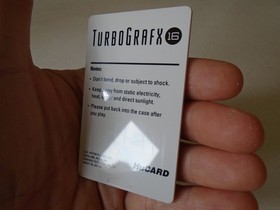 TURBOGRAFX 16
• Don't bend, drop or subject to shock.
• Keep away from static electricity,
heat, and direct sunlight.
• Please put back into the case after
you play.
HuCARD